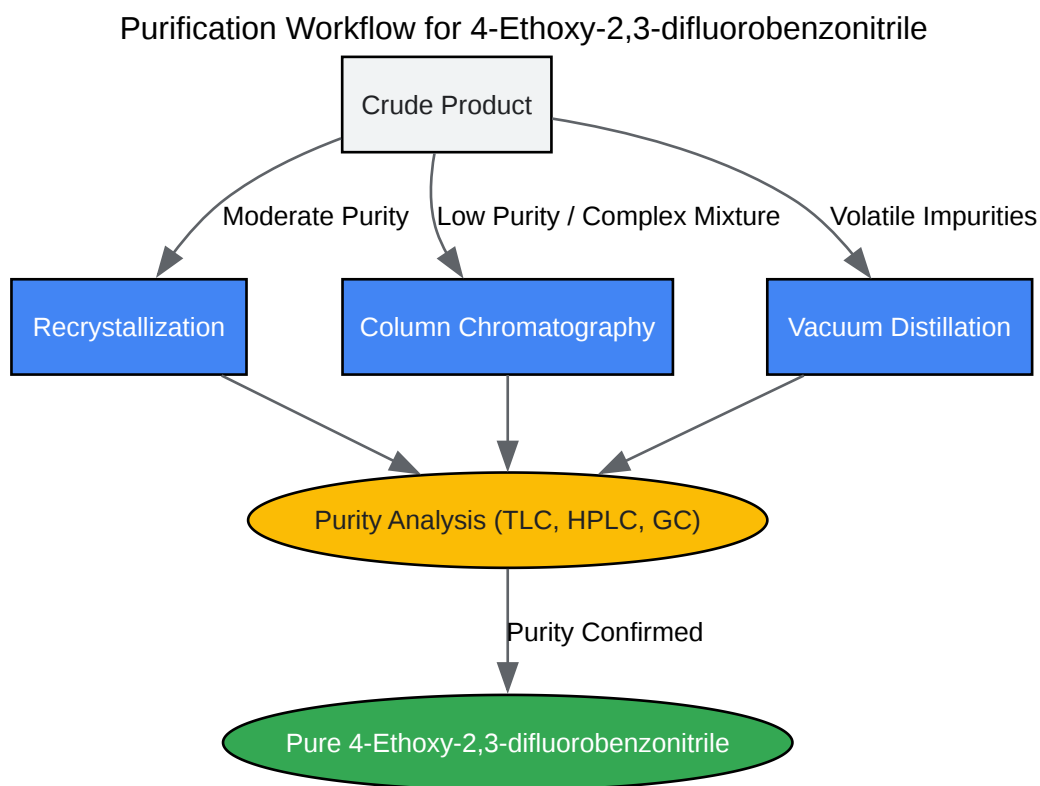 Purification Workflow for 4-Ethoxy-2,3-difluorobenzonitrile
Crude Product
Moderate Purity
Low Purity / Complex Mixture
Volatile Impurities
Recrystallization
Column Chromatography
Vacuum Distillation
Purity Analysis (TLC, HPLC, GC)
Purity Confirmed
Pure 4-Ethoxy-2,3-difluorobenzonitrile